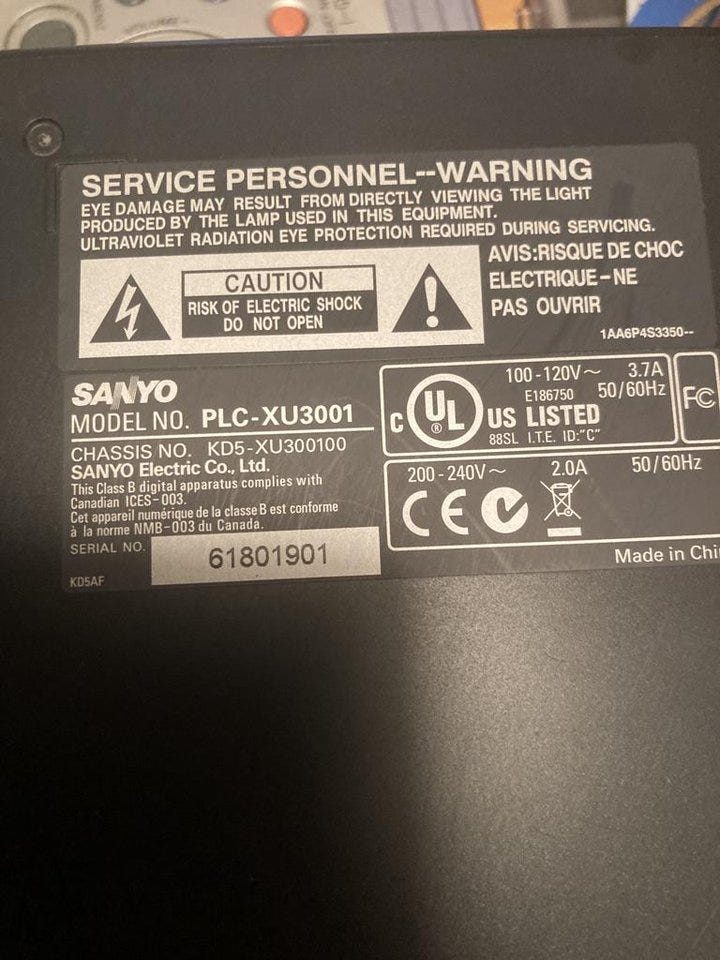 SERVICE PERSONNEL--WARNING
EYE DAMAGE MAY RESULT FROM DIRECTLY VIEWING THE LIGHT
PRODUCED BY THE LAMP USED IN THIS EQUIPMENT.
ULTRAVIOLET RADIATION EYE PROTECTION REQUIRED DURING SERVICING.
CAUTION
RISK OF ELECTRIC SHOCK
DO NOT OPEN
AVIS:RISQUE DE CHOC
ELECTRIQUE-NE
PAS OUVRIR
1AA6P4S3350--
SANYO
MODEL NO. PLC-XU3001
CHASSIS NO. KD5-XU300100
SANYO Electric Co., Ltd.
This Class B digital apparatus complies with
Canadian ICES-003.
Cet appareil numérique de la classe B est conforme
à la norme NMB-003 du Canada.
SERIAL NO. 61801901
KD5AF
100-120V~ 3.7A
E186750 50/60Hz
C UL ® US LISTED
88SL I.T.E. ID:"C"
FC
200-240V~ 2.0A 50/60Hz
CE
Made in Chi